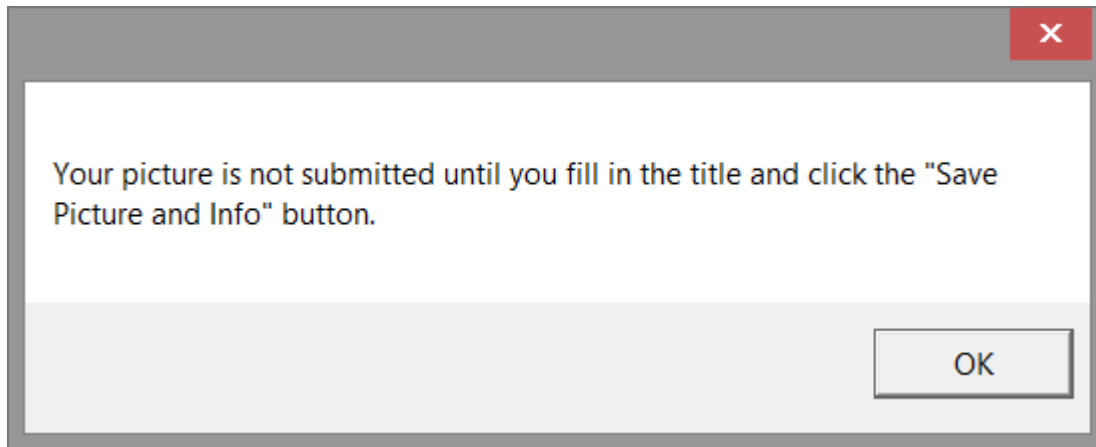 Your picture is not submitted until you fill in the title and click the "Save
Picture and Info" button.
OK